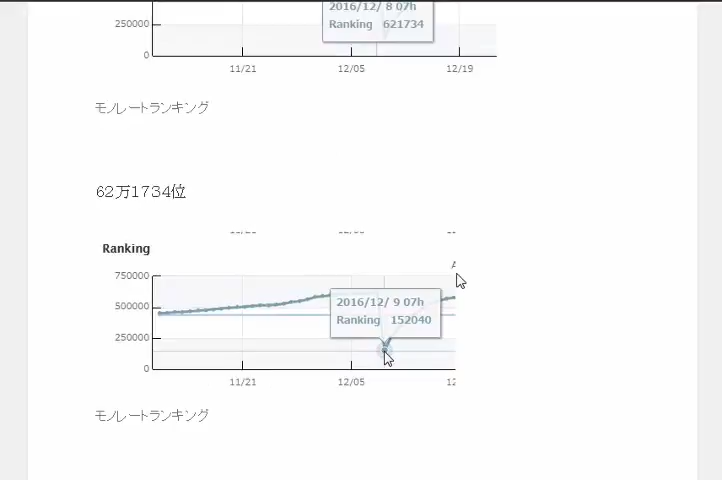 2016/12/ 8 07h
Ranking 621734
250000
0
11/21 12/05 12/19
モノレートランキング
62万1734位
Ranking
750000
500000
250000
0
2016/12/ 9 07h
Ranking 152040
11/21 12/05
モノレートランキング